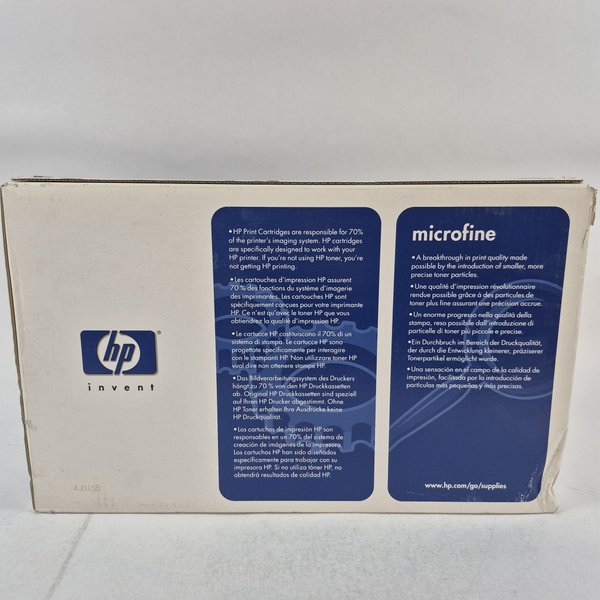 hp
invent
4J01SB
• HP Print Cartridges are responsible for 70%
of the printer's imaging system. HP cartridges
are specifically designed to work with your
HP printer. If you're not using HP toner, you're
not getting HP printing.
• Les cartouches d'impression HP assurent
70 % des fonctions du système d'imagerie
des imprimantes. Les cartouches HP sont
spécifiquement conçues pour votre imprimante
HP. Ce n'est qu'avec le toner HP que vous
obtiendrez la qualité d'impression HP.
• Le cartucce HP costituiscono il 70% di un
sistema di stampa. Le cartucce HP sono
progettate specificamente per interagire
con le stampanti HP. Non utilizzare toner HP
vuol dire non ottenere stampe HP.
• Das Bildverarbeitungssystem des Druckers
hängt zu 70 % von den HP Druckkassetten
ab. Original HP Druckkassetten sind speziell
auf Ihren HP Drucker abgestimmt. Ohne
HP Toner erhalten Ihre Ausdrucke keine
HP Druckqualität.
• Los cartuchos de impresión HP son
responsables en un 70% del sistema de
creación de imágenes de la impresora.
Los cartuchos HP han sido diseñados
específicamente para trabajar con su
impresora HP. Si no utiliza tóner HP, no
obtendrá resultados de calidad HP.
microfine
• A breakthrough in print quality made
possible by the introduction of smaller, more
precise toner particles.
• Une qualité d'impression révolutionnaire
rendue possible grâce à des particules de
toner plus fines assurant une précision accrue.
• Un enorme progresso nella qualità della
stampa, reso possibile dall'introduzione di
particelle di toner più piccole e precise.
• Ein Durchbruch im Bereich der Druckqualität,
der durch die Entwicklung kleinerer, präziserer
Tonerpartikel ermöglicht wurde.
• Una sensación en el campo de la calidad de
impresión, facilitada por la introducción de
partículas más pequeñas y más precisas.
www.hp.com/go/supplies